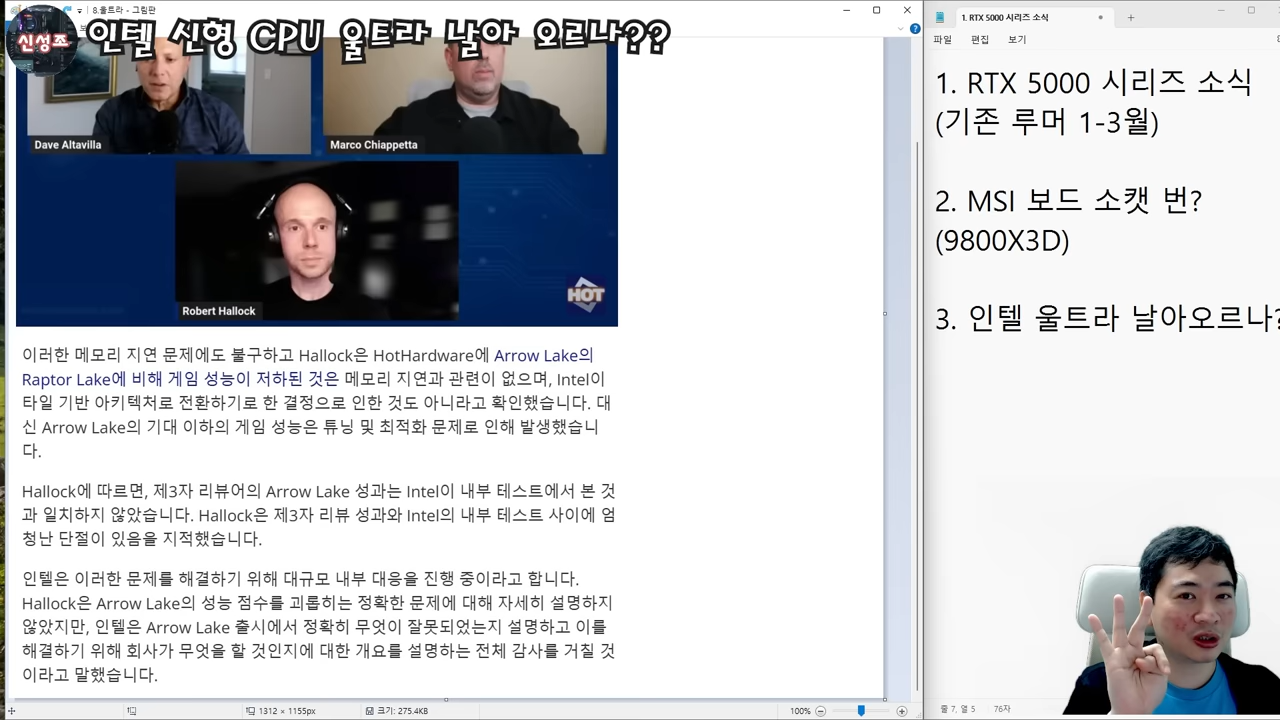 8.울트라 - 그림판
신성조
인텔 신형 CPU 울트라 날아 오르나??
Dave Altavilla
Marco Chiappetta
Robert Hallock
HOT
이러한 메모리 지연 문제에도 불구하고 Hallock은 HotHardware에 Arrow Lake의
Raptor Lake에 비해 게임 성능이 저하된 것은 메모리 지연과 관련이 없으며, Intel이
타일 기반 아키텍처로 전환하기로 한 결정으로 인한 것도 아니라고 확인했습니다. 대
신 Arrow Lake의 기대 이하의 게임 성능은 튜닝 및 최적화 문제로 인해 발생했습니
다.
Hallock에 따르면, 제3자 리뷰어의 Arrow Lake 성과는 Intel이 내부 테스트에서 본 것
과 일치하지 않았습니다. Hallock은 제3자 리뷰 성과와 Intel의 내부 테스트 사이에 엄
청난 단절이 있음을 지적했습니다.
인텔은 이러한 문제를 해결하기 위해 대규모 내부 대응을 진행 중이라고 합니다.
Hallock은 Arrow Lake의 성능 점수를 괴롭히는 정확한 문제에 대해 자세히 설명하지
않았지만, 인텔은 Arrow Lake 출시에서 정확히 무엇이 잘못되었는지 설명하고 이를
해결하기 위해 회사가 무엇을 할 것인지에 대한 개요를 설명하는 전체 감사를 거칠 것
이라고 말했습니다.
1312 × 1155px
크기: 275.4KB
100%
1. RTX 5000 시리즈 소식
파일 편집 보기
1. RTX 5000 시리즈 소식
(기존 루머 1-3월)
2. MSI 보드 소캣 번?
(9800X3D)
3. 인텔 울트라 날아오르나?
줄 7, 열 5
76자